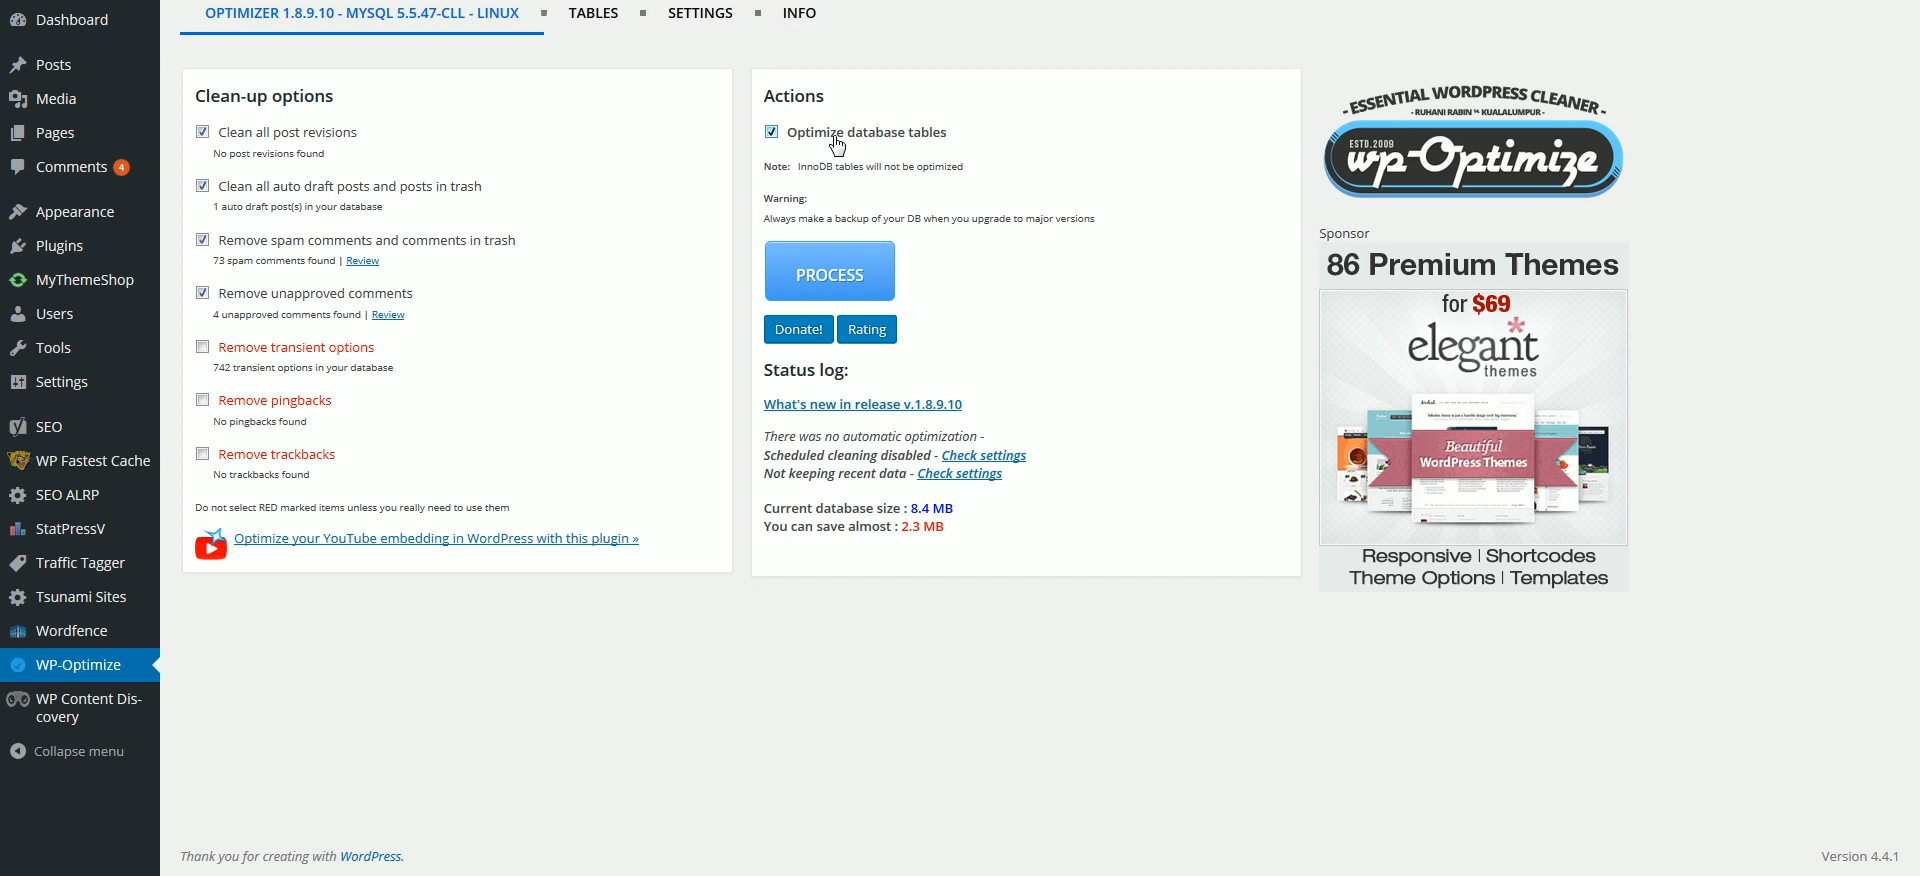 Dashboard
Posts
Media
Pages
Comments 4
Appearance
Plugins
MyThemeShop
Users
Tools
Settings
SEO
WP Fastest Cache
SEO ALRP
StatPressV
Traffic Tagger
Tsunami Sites
Wordfence
WP-Optimize
WP Content Dis-
covery
Collapse menu
OPTIMIZER 1.8.9.10 - MYSQL 5.5.47-CLL - LINUX TABLES SETTINGS INFO
Clean-up options
Clean all post revisions
No post revisions found
Clean all auto draft posts and posts in trash
1 auto draft post(s) in your database
Remove spam comments and comments in trash
73 spam comments found | Review
Remove unapproved comments
4 unapproved comments found | Review
Remove transient options
742 transient options in your database
Remove pingbacks
No pingbacks found
Remove trackbacks
No trackbacks found
Do not select RED marked items unless you really need to use them
Optimize your YouTube embedding in WordPress with this plugin »
Actions
Optimize database tables
Note: InnoDB tables will not be optimized
Warning:
Always make a backup of your DB when you upgrade to major versions
PROCESS
Donate! Rating
Status log:
What's new in release v.1.8.9.10
There was no automatic optimization -
Scheduled cleaning disabled - Check settings
Not keeping recent data - Check settings
Current database size : 8.4 MB
You can save almost : 2.3 MB
- ESSENTIAL WORDPRESS CLEANER -
- RUHANI RABIN ™ KUALALUMPUR -
ESTD.2009
wp-Optimize
Sponsor
86 Premium Themes
for $69
elegant
themes
Beautiful
WordPress Themes
Responsive | Shortcodes
Theme Options | Templates
Thank you for creating with WordPress.
Version 4.4.1